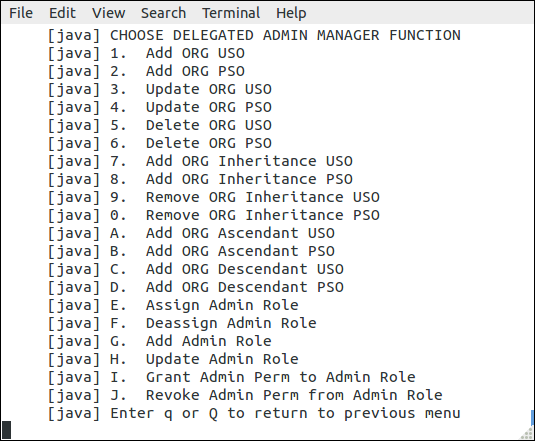 File Edit View Search Terminal Help
[java] CHOOSE DELEGATED ADMIN MANAGER FUNCTION
[java] 1.  Add ORG USO
[java] 2.  Add ORG PSO
[java] 3.  Update ORG USO
[java] 4.  Update ORG PSO
[java] 5.  Delete ORG USO
[java] 6.  Delete ORG PSO
[java] 7.  Add ORG Inheritance USO
[java] 8.  Add ORG Inheritance PSO
[java] 9.  Remove ORG Inheritance USO
[java] 0.  Remove ORG Inheritance PSO
[java] A.  Add ORG Ascendant USO
[java] B.  Add ORG Ascendant PSO
[java] C.  Add ORG Descendant USO
[java] D.  Add ORG Descendant PSO
[java] E.  Assign Admin Role
[java] F.  Deassign Admin Role
[java] G.  Add Admin Role
[java] H.  Update Admin Role
[java] I.  Grant Admin Perm to Admin Role
[java] J.  Revoke Admin Perm from Admin Role
[java] Enter q or Q to return to previous menu